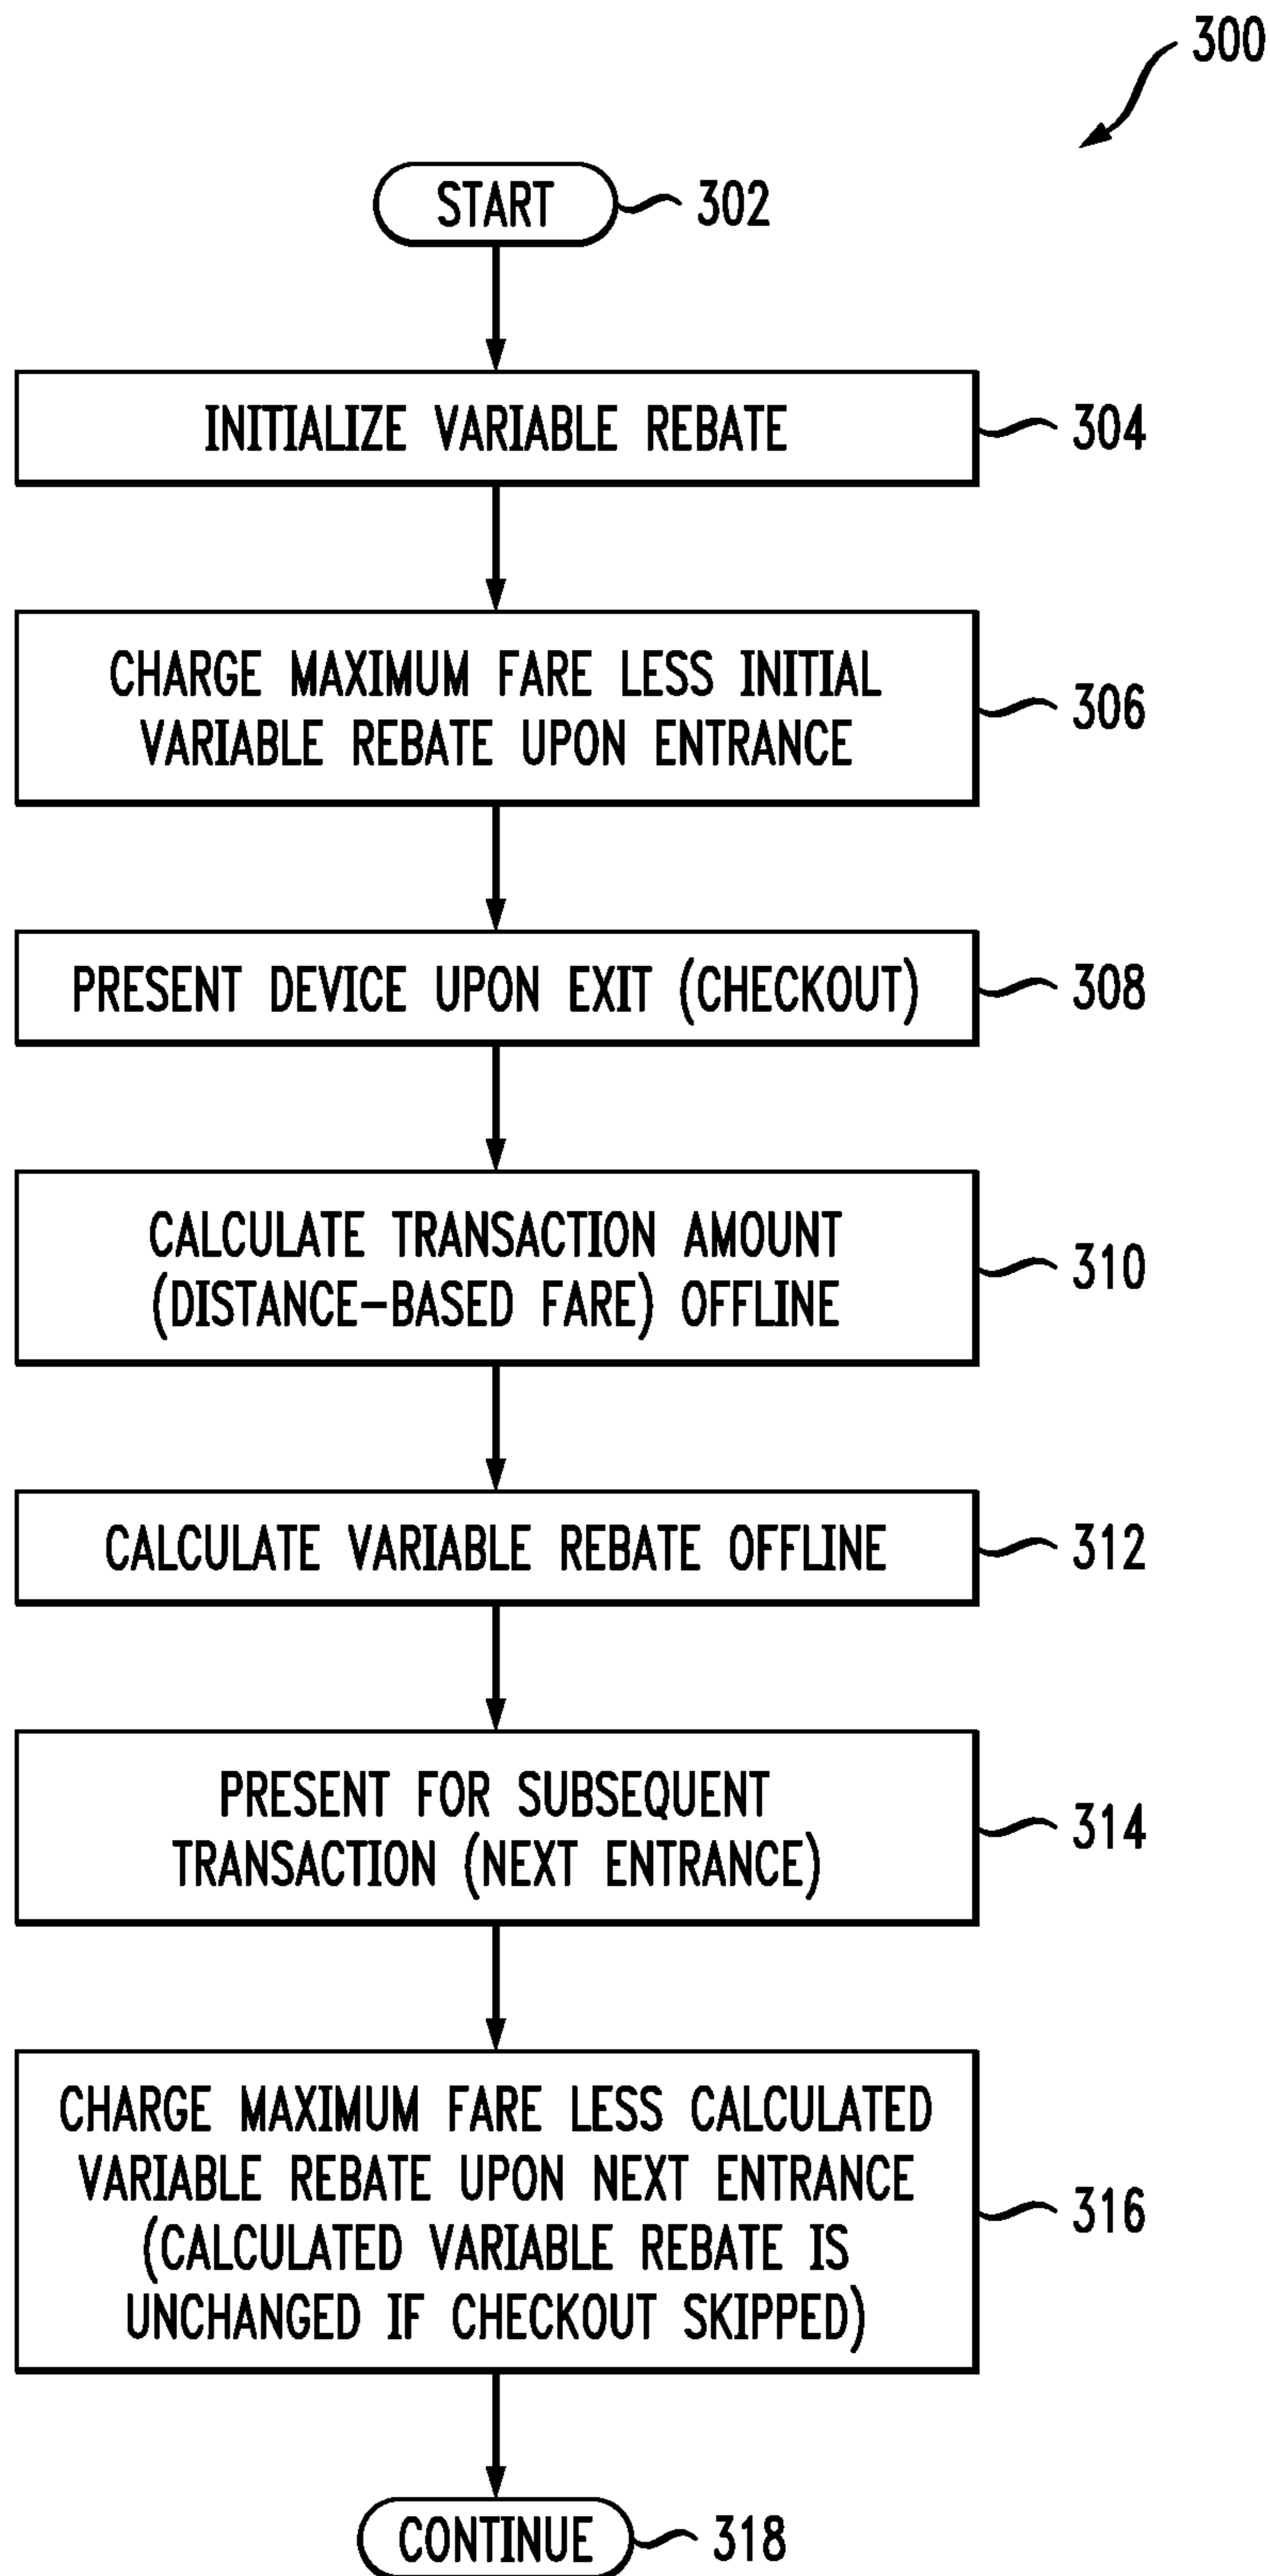 300
START
302
INITIALIZE VARIABLE REBATE
304
CHARGE MAXIMUM FARE LESS INITIAL
VARIABLE REBATE UPON ENTRANCE
306
PRESENT DEVICE UPON EXIT (CHECKOUT)
308
CALCULATE TRANSACTION AMOUNT
(DISTANCE-BASED FARE) OFFLINE
310
CALCULATE VARIABLE REBATE OFFLINE
312
PRESENT FOR SUBSEQUENT
TRANSACTION (NEXT ENTRANCE)
314
CHARGE MAXIMUM FARE LESS CALCULATED
VARIABLE REBATE UPON NEXT ENTRANCE
(CALCULATED VARIABLE REBATE IS
UNCHANGED IF CHECKOUT SKIPPED)
316
CONTINUE
318